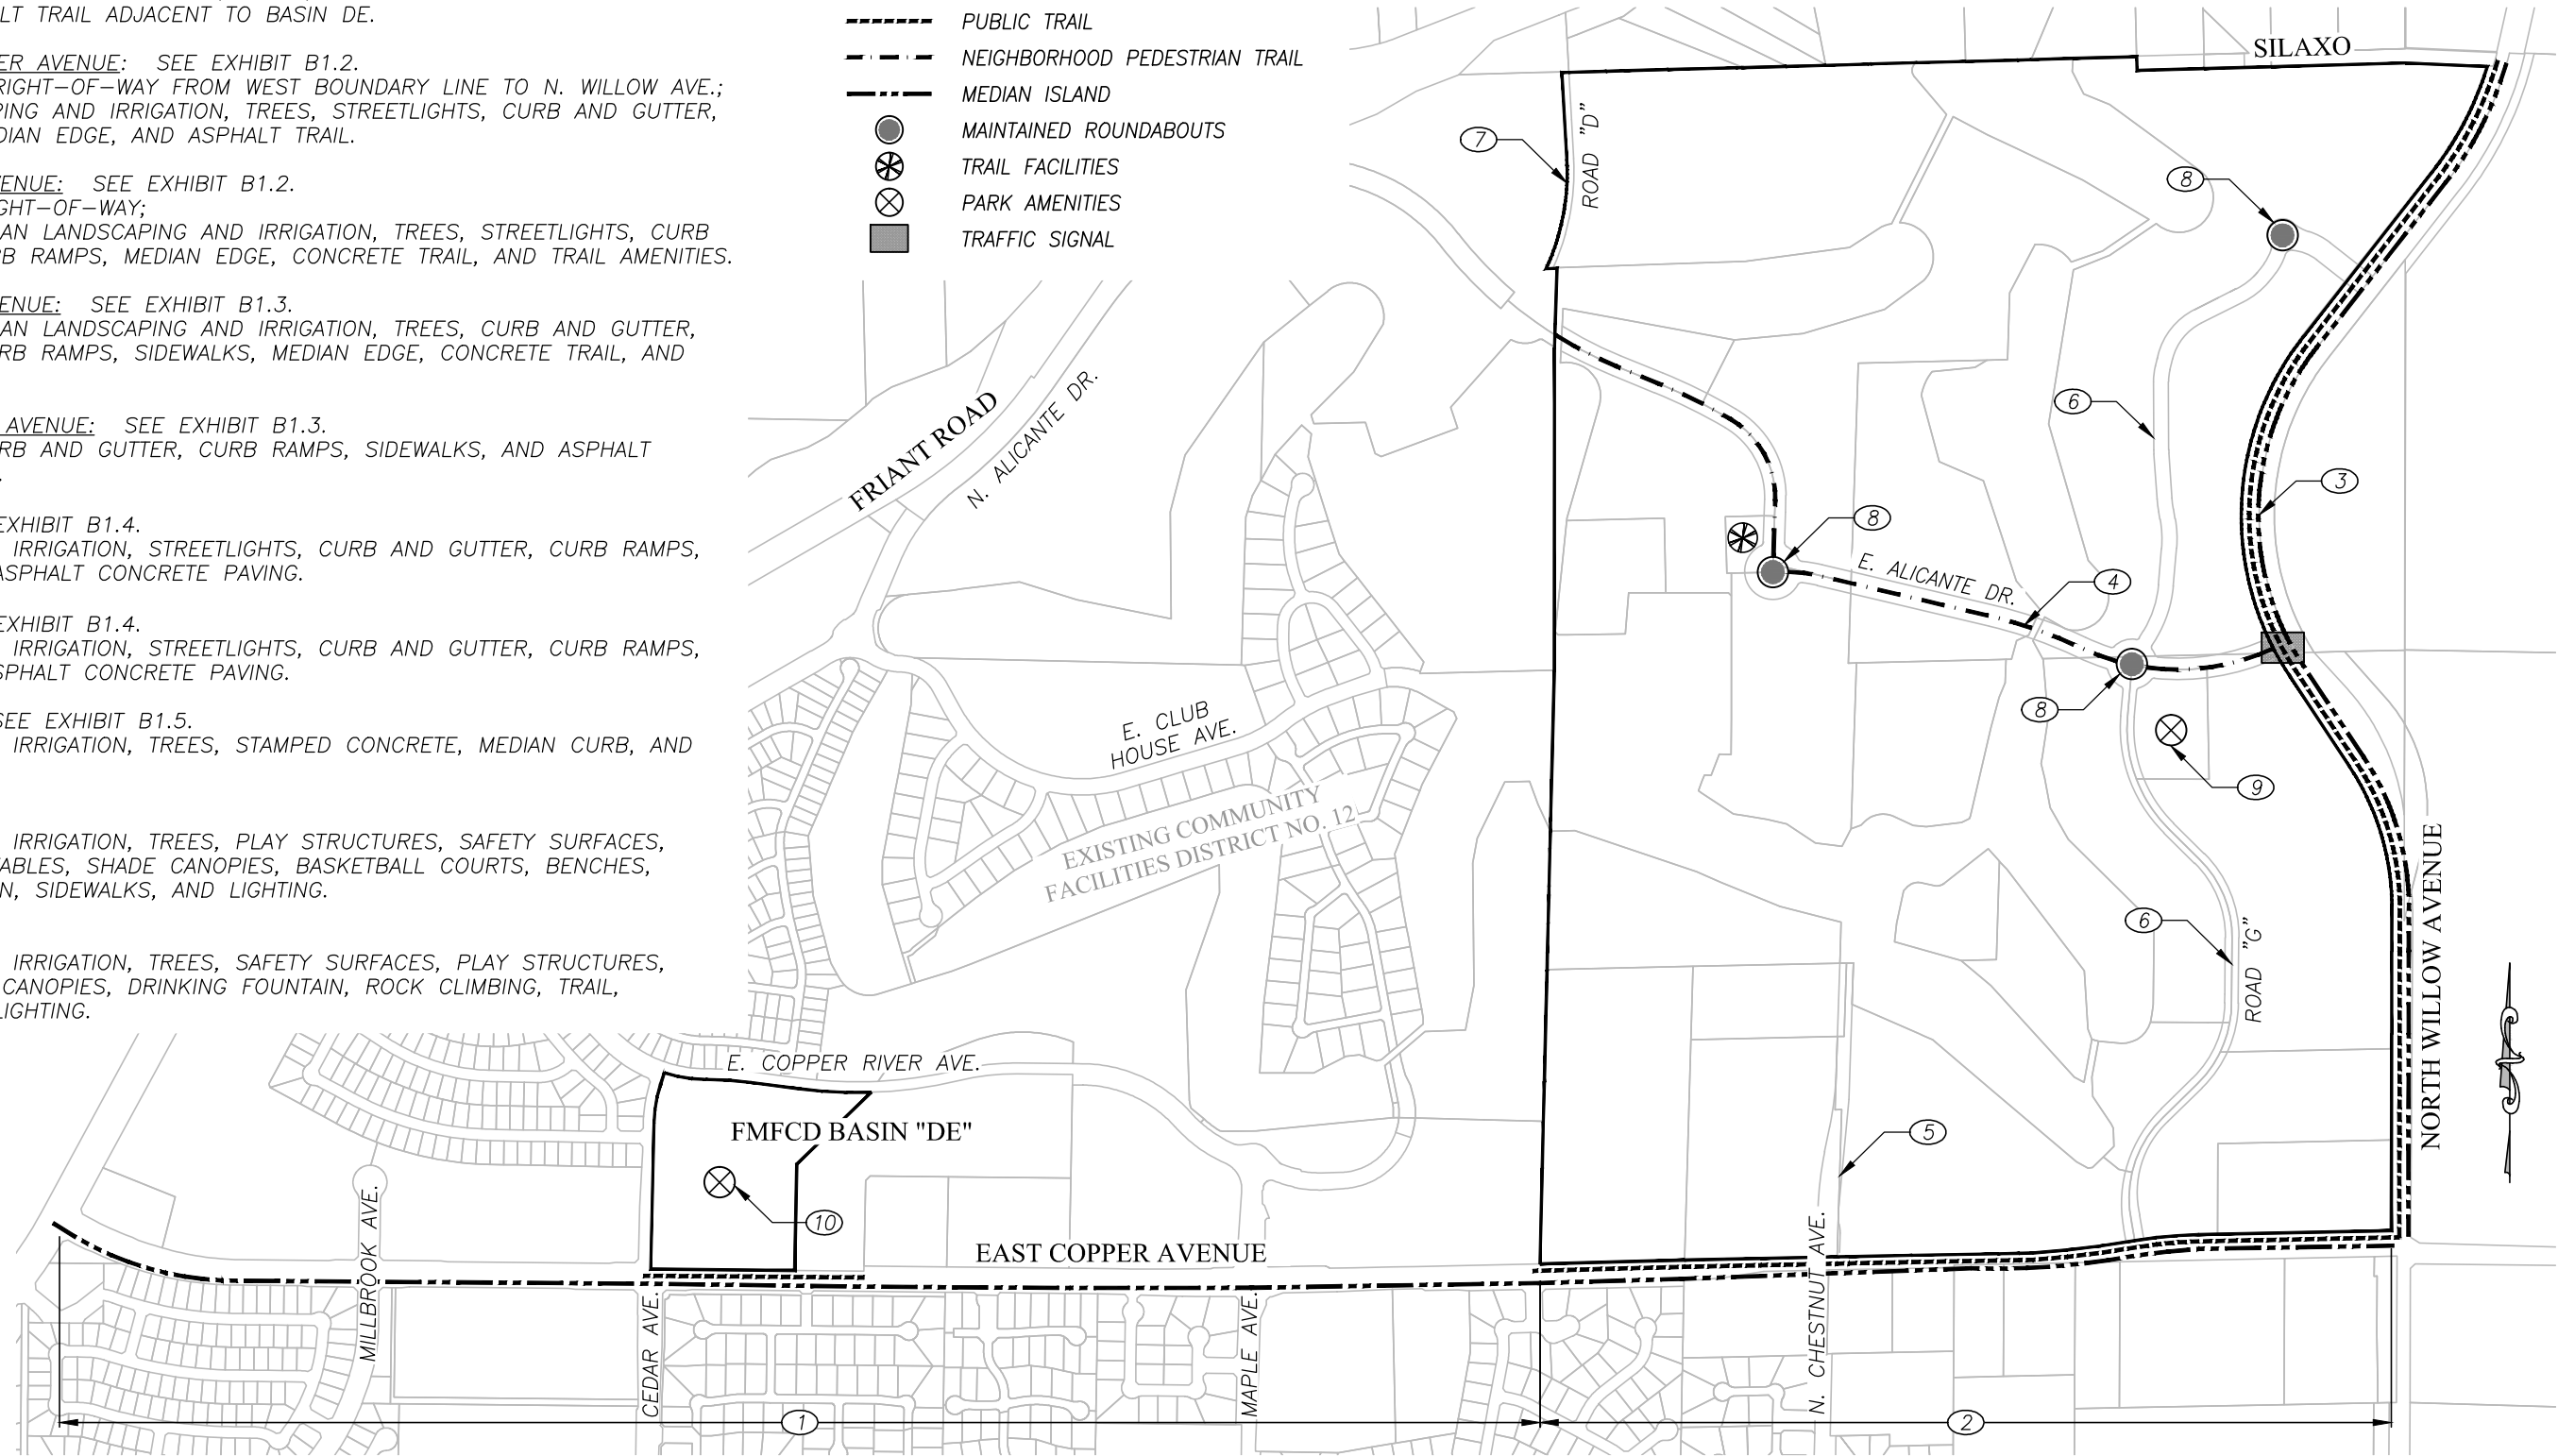 LT TRAIL ADJACENT TO BASIN DE.
ER AVENUE: SEE EXHIBIT B1.2.
RIGHT-OF-WAY FROM WEST BOUNDARY LINE TO N. WILLOW AVE.;
PING AND IRRIGATION, TREES, STREETLIGHTS, CURB AND GUTTER,
DIAN EDGE, AND ASPHALT TRAIL.
VENUE: SEE EXHIBIT B1.2.
GHT-OF-WAY;
AN LANDSCAPING AND IRRIGATION, TREES, STREETLIGHTS, CURB
B RAMPS, MEDIAN EDGE, CONCRETE TRAIL, AND TRAIL AMENITIES.
ENUE: SEE EXHIBIT B1.3.
AN LANDSCAPING AND IRRIGATION, TREES, CURB AND GUTTER,
RB RAMPS, SIDEWALKS, MEDIAN EDGE, CONCRETE TRAIL, AND
AVENUE: SEE EXHIBIT B1.3.
RB AND GUTTER, CURB RAMPS, SIDEWALKS, AND ASPHALT
.
EXHIBIT B1.4.
IRRIGATION, STREETLIGHTS, CURB AND GUTTER, CURB RAMPS,
ASPHALT CONCRETE PAVING.
EXHIBIT B1.4.
IRRIGATION, STREETLIGHTS, CURB AND GUTTER, CURB RAMPS,
SPHALT CONCRETE PAVING.
SEE EXHIBIT B1.5.
IRRIGATION, TREES, STAMPED CONCRETE, MEDIAN CURB, AND
IRRIGATION, TREES, PLAY STRUCTURES, SAFETY SURFACES,
ABLES, SHADE CANOPIES, BASKETBALL COURTS, BENCHES,
N, SIDEWALKS, AND LIGHTING.
IRRIGATION, TREES, SAFETY SURFACES, PLAY STRUCTURES,
CANOPIES, DRINKING FOUNTAIN, ROCK CLIMBING, TRAIL,
LIGHTING.
PUBLIC TRAIL
NEIGHBORHOOD PEDESTRIAN TRAIL
MEDIAN ISLAND
MAINTAINED ROUNDABOUTS
TRAIL FACILITIES
PARK AMENITIES
TRAFFIC SIGNAL
SILAXO
7
ROAD "D"
8
6
3
8
E. ALICANTE DR.
4
8
9
6
ROAD "G"
NORTH WILLOW AVENUE
5
FRIANT ROAD
N. ALICANTE DR.
E. CLUB
HOUSE AVE.
EXISTING COMMUNITY
FACILITIES DISTRICT NO. 12
E. COPPER RIVER AVE.
FMFCD BASIN "DE"
10
EAST COPPER AVENUE
MILLBROOK AVE.
CEDAR AVE.
MAPLE AVE.
N. CHESTNUT AVE.
1
2